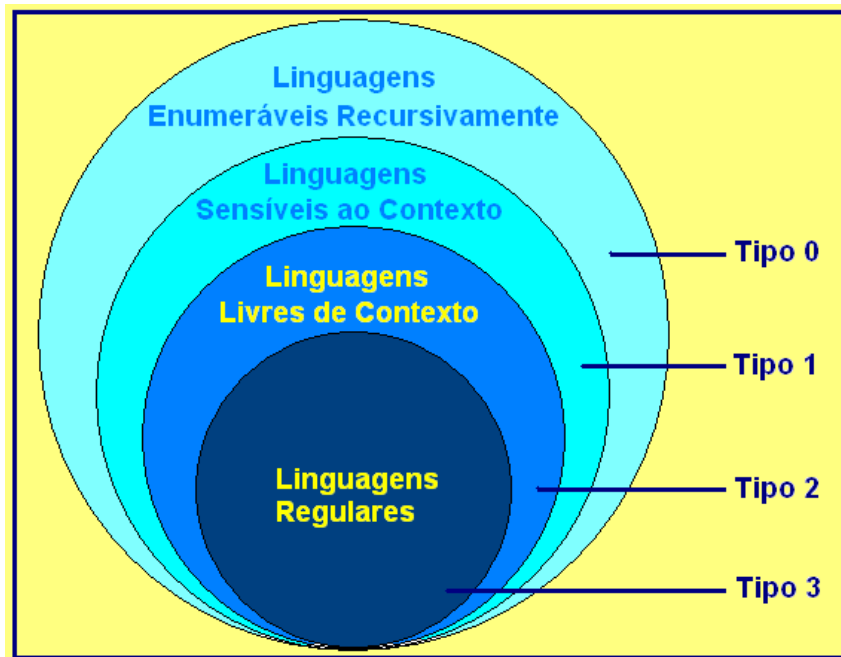 Linguagens
Enumeráveis Recursivamente
Linguagens
Sensíveis ao Contexto
Tipo 0
Linguagens
Livres de Contexto
Tipo 1
Linguagens
Regulares
Tipo 2
Tipo 3